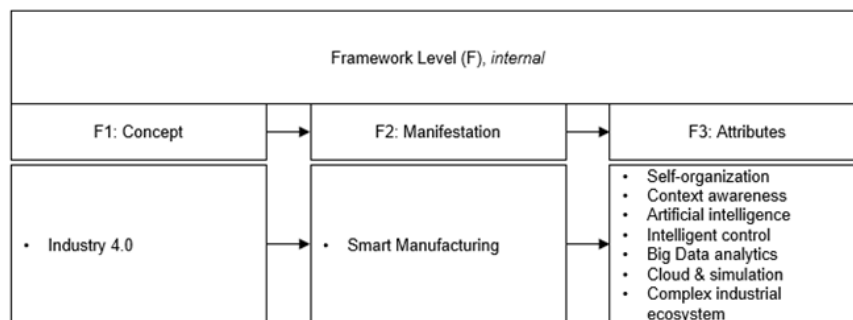 Framework Level (F), internal
F1: Concept
F2: Manifestation
F3: Attributes
• Industry 4.0
• Smart Manufacturing
• Self-organization
• Context awareness
• Artificial intelligence
• Intelligent control
• Big Data analytics
• Cloud & simulation
• Complex industrial
ecosystem